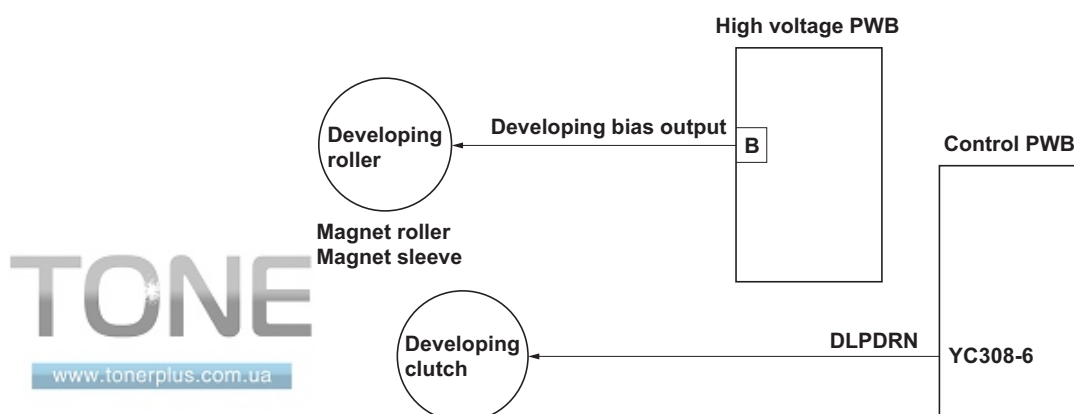 High voltage PWB
Developing bias output
Developing
roller
B
Control PWB
Magnet roller
Magnet sleeve
TONE
www.tonerplus.com.ua
Developing
clutch
DLPDRN
YC308-6